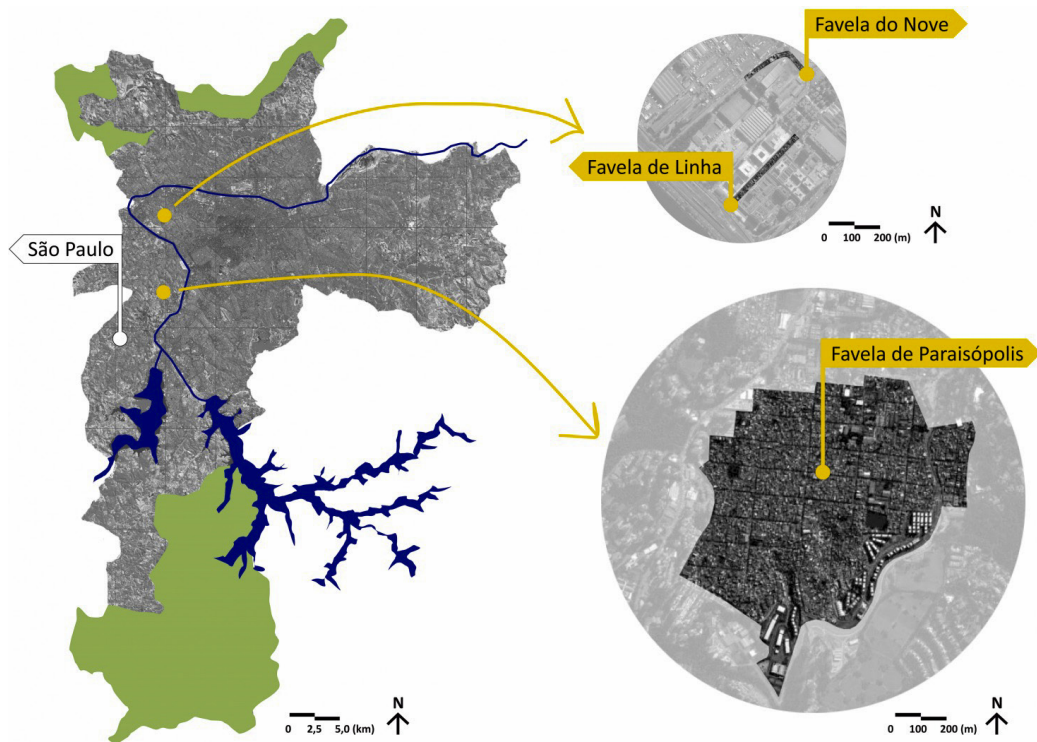 Favela do Nove
Favela de Linha
0 100 200 (m)
N
São Paulo
Favela de Paraisópolis
0 2,5 5,0 (km)
N
0 100 200 (m)
N